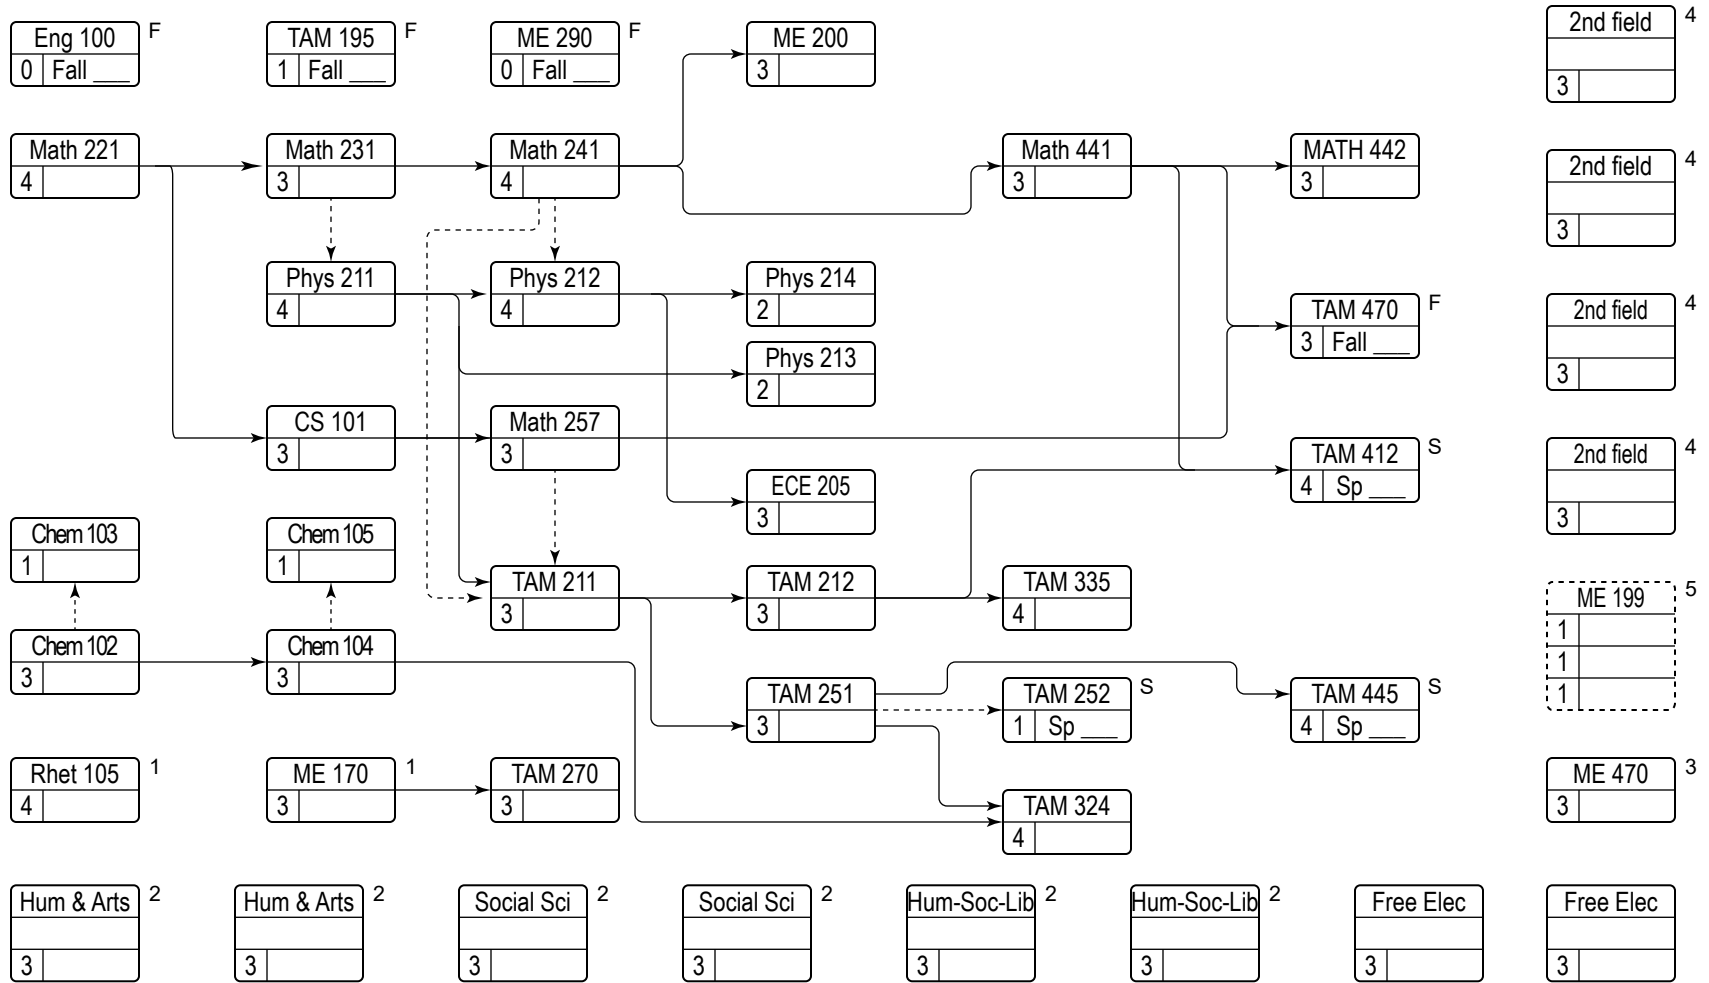 Eng 100 F
0 Fall ___
TAM 195 F
1 Fall ___
ME 290 F
0 Fall ___
ME 200
3
2nd field 4
3
Math 221
4
Math 231
3
Math 241
4
Math 441
3
MATH 442
3
2nd field 4
3
Phys 211
4
Phys 212
4
Phys 214
2
TAM 470 F
3 Fall ___
2nd field 4
3
Phys 213
2
CS 101
3
Math 257
3
TAM 412 S
4 Sp ___
2nd field 4
3
ECE 205
3
Chem 103
1
Chem 105
1
TAM 211
3
TAM 212
3
TAM 335
4
ME 199 5
1
1
1
Chem 102
3
Chem 104
3
TAM 251
3
TAM 252 S
1 Sp ___
TAM 445 S
4 Sp ___
Rhet 105 1
4
ME 170 1
3
TAM 270
3
TAM 324
4
ME 470 3
3
Hum & Arts 2
3
Hum & Arts 2
3
Social Sci 2
3
Social Sci 2
3
Hum-Soc-Lib 2
3
Hum-Soc-Lib 2
3
Free Elec
3
Free Elec
3